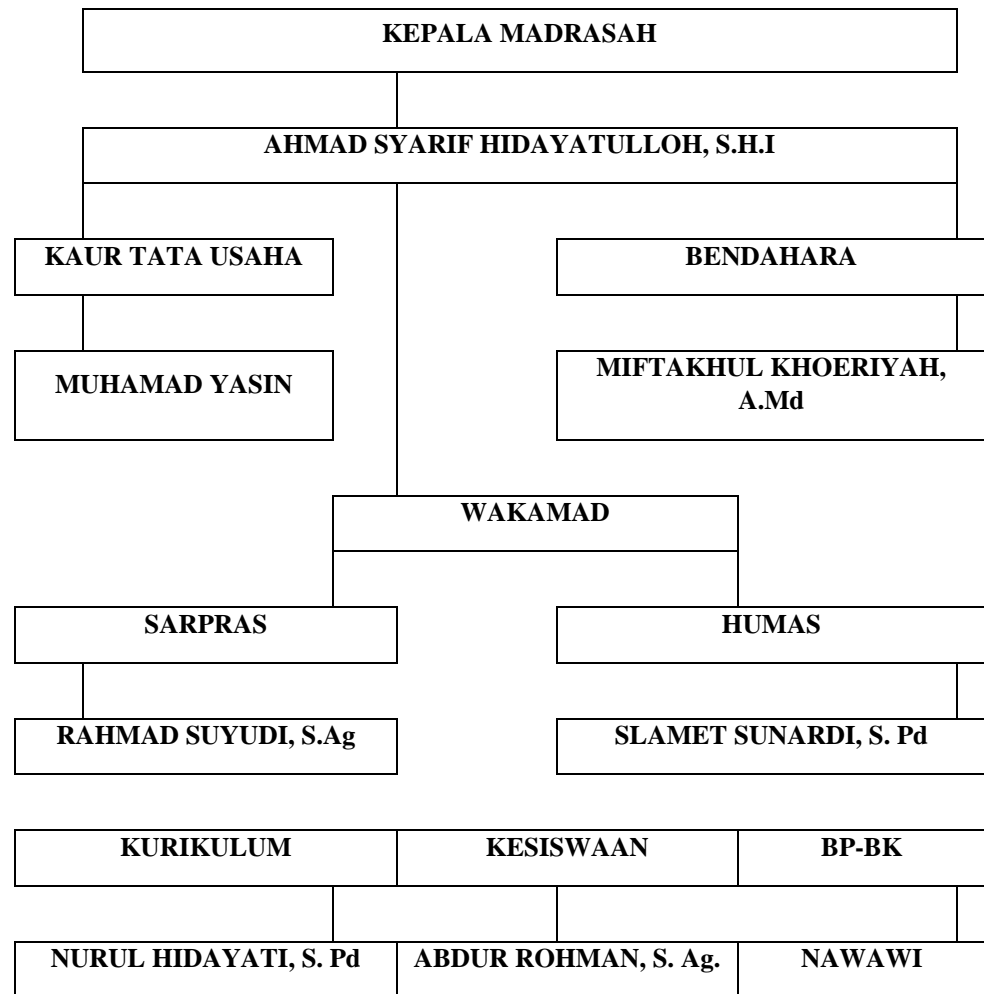 KEPALA MADRASAH
AHMAD SYARIF HIDAYATULLOH, S.H.I
KAUR TATA USAHA
BENDAHARA
MUHAMAD YASIN
MIFTAKHUL KHOERIYAH,
A.Md
WAKAMAD
SARPRAS
HUMAS
RAHMAD SUYUDI, S.Ag
SLAMET SUNARDI, S. Pd
KURIKULUM
KESISWAAN
BP-BK
NURUL HIDAYATI, S. Pd
ABDUR ROHMAN, S. Ag.
NAWAWI